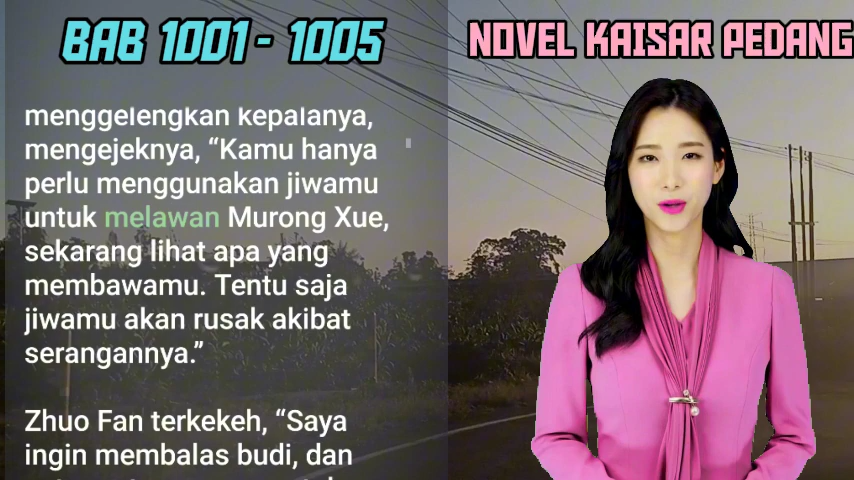 BAB 1001 - 1005
NOVEL KAISAR PEDANG
menggelengkan kepalanya,
mengejeknya, “Kamu hanya
perlu menggunakan jiwamu
untuk melawan Murong Xue,
sekarang lihat apa yang
membawamu. Tentu saja
jiwamu akan rusak akibat
serangannya.”
Zhuo Fan terkekeh, “Saya
ingin membalas budi, dan